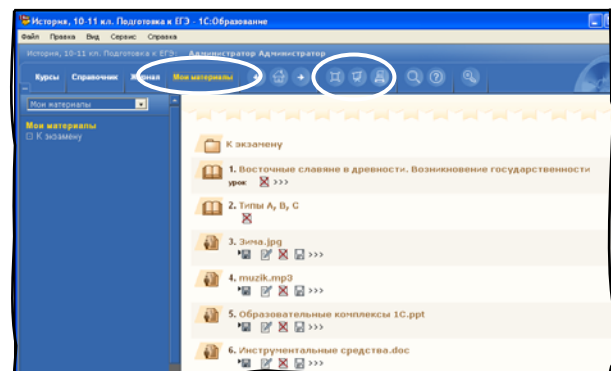 История, 10-11 кл. Подготовка к ЕГЭ - 1С:Образование
Файл Правка Вид Сервис Справка
История, 10-11 кл. Подготовка к ЕГЭ: Администратор Администратор
Курсы Справочник Журнал Мои материалы
Мои материалы
Мои материалы
К экзамену
К экзамену
1. Восточные славяне в древности. Возникновение государственности
урок >>>
2. Типы А, В, С
3. Зима.jpg
>>>
4. muzik.mp3
>>>
5. Образовательные комплексы 1С.ppt
>>>
6. Инструментальные средства.doc
>>>